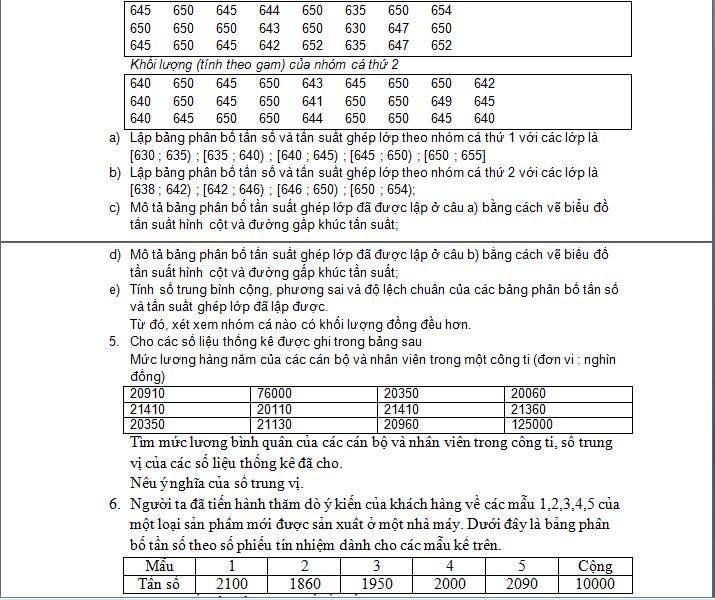 645 650 645 644 650 635 650 654
650 650 650 643 650 630 647 650
645 650 645 642 652 635 647 652
Khối lượng (tính theo gam) của nhóm cá thứ 2
640 650 645 650 643 645 650 650 642
640 650 645 650 641 650 650 649 645
640 645 650 650 644 650 650 645 640
a) Lập bảng phân bố tần số và tần suất ghép lớp theo nhóm cá thứ 1 với các lớp là
[630 ; 635) ; [635 ; 640) ; [640 ; 645) ; [645 ; 650) ; [650 ; 655]
b) Lập bảng phân bố tần số và tần suất ghép lớp theo nhóm cá thứ 2 với các lớp là
[638 ; 642) ; [642 ; 646) ; [646 ; 650) ; [650 ; 654);
c) Mô tả bảng phân bố tần suất ghép lớp đã được lập ở câu a) bằng cách vẽ biểu đồ
tần suất hình cột và đường gấp khúc tần suất;
d) Mô tả bảng phân bố tần suất ghép lớp đã được lập ở câu b) bằng cách vẽ biểu đồ
tần suất hình cột và đường gấp khúc tần suất;
e) Tính số trung bình cộng, phương sai và độ lệch chuẩn của các bảng phân bố tần số
và tần suất ghép lớp đã lập được.
Từ đó, xét xem nhóm cá nào có khối lượng đồng đều hơn.
5. Cho các số liệu thống kê được ghi trong bảng sau
Mức lương hàng năm của các cán bộ và nhân viên trong một công ti (đơn vi : nghìn
đồng)
20910 76000 20350 20060
21410 20110 21410 21360
20350 21130 20960 125000
Tìm mức lương bình quân của các cán bộ và nhân viên trong công ti, số trung
vị của các số liệu thống kê đã cho.
Nêu ý nghĩa của số trung vị.
6. Người ta đã tiến hành thăm dò ý kiến của khách hàng về các mẫu 1,2,3,4,5 của
một loại sản phẩm mới được sản xuất ở một nhà máy. Dưới đây là bảng phân
bố tần số theo số phiếu tín nhiệm dành cho các mẫu kể trên.
Mẫu 1 2 3 4 5 Cộng
Tần số 2100 1860 1950 2000 2090 10000